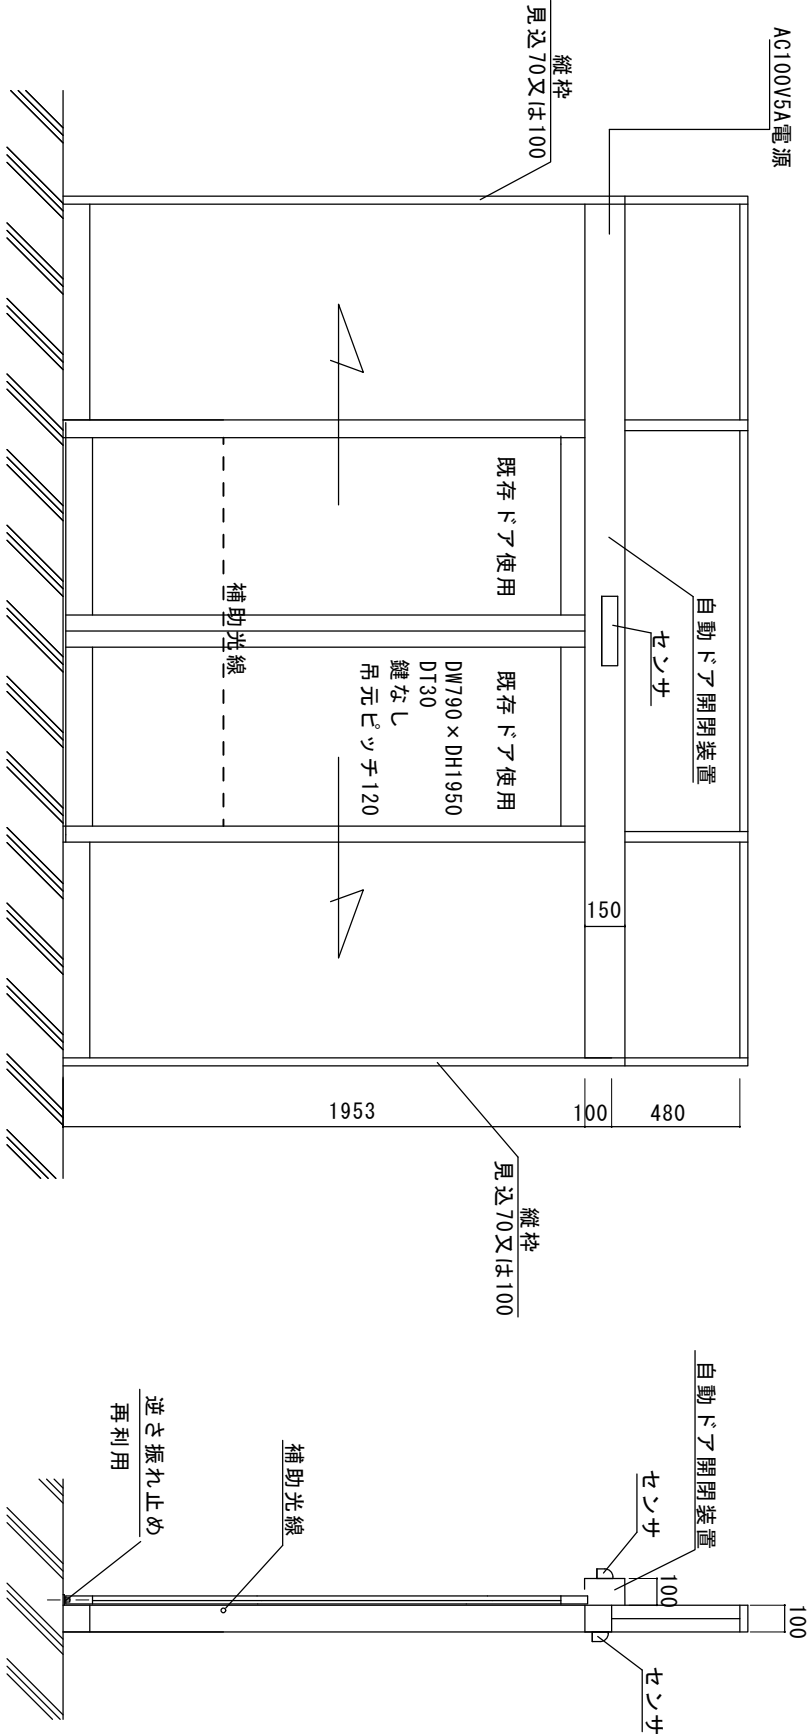 AC100V5A電源
縦枠
見込70又は100
自動ドア開閉装置
センサ
既存ドア使用
既存ドア使用
DW790×DH1950
DT30
鍵なし
吊元ピッチ120
補助光線
150
480
100
1953
縦枠
見込70又は100
自動ドア開閉装置
センサ
100
100
センサ
補助光線
逆さ振れ止め
再利用